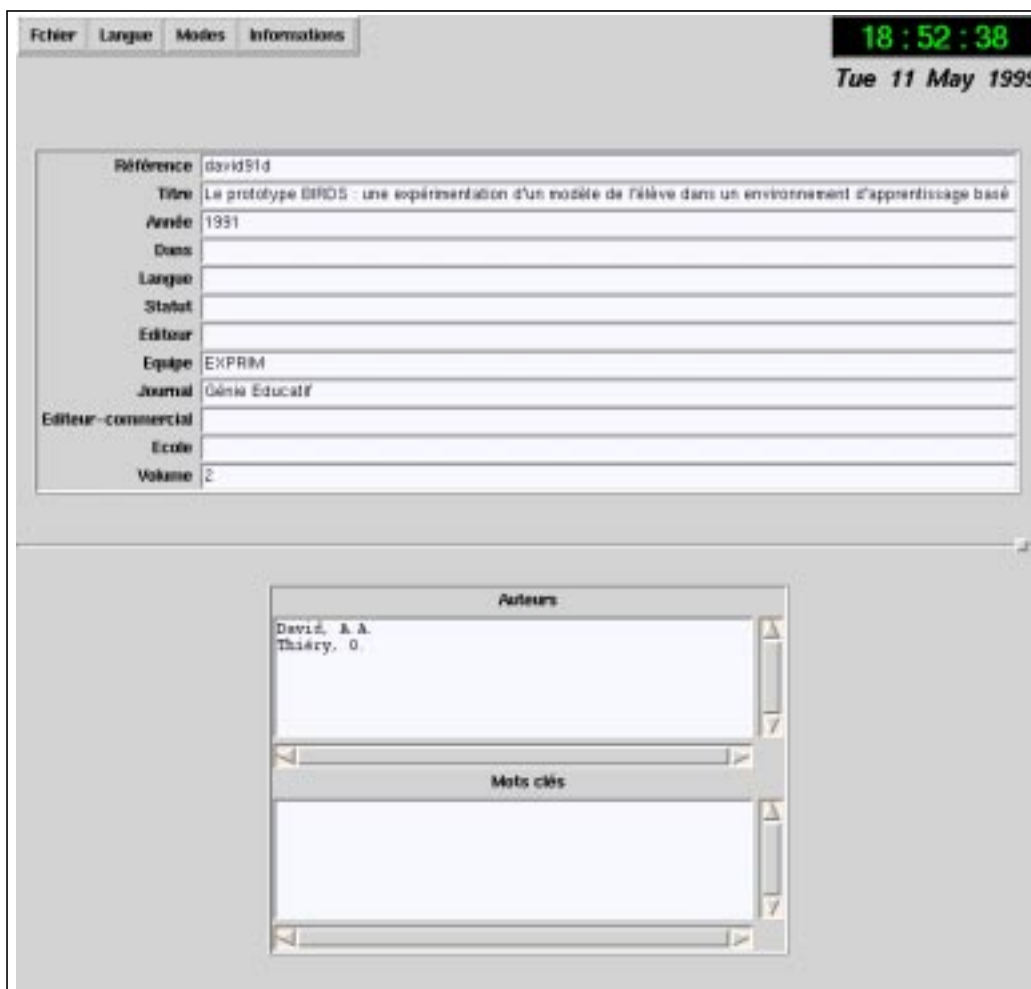 Fchier Langue Modes Informations
18 : 52 : 38
Tue 11 May 1999
Référence david91d
Titre Le prototype BIRDS : une expérimentation d'un modèle de l'élève dans un environnement d'apprentissage basé
Année 1991
Dans
Langue
Statut
Editeur
Equipe EXPRIM
Journal Génie Educatif
Editeur-commercial
Ecole
Volume 2
Auteurs
David, A.A.
Thiéry, O.
Mots clés